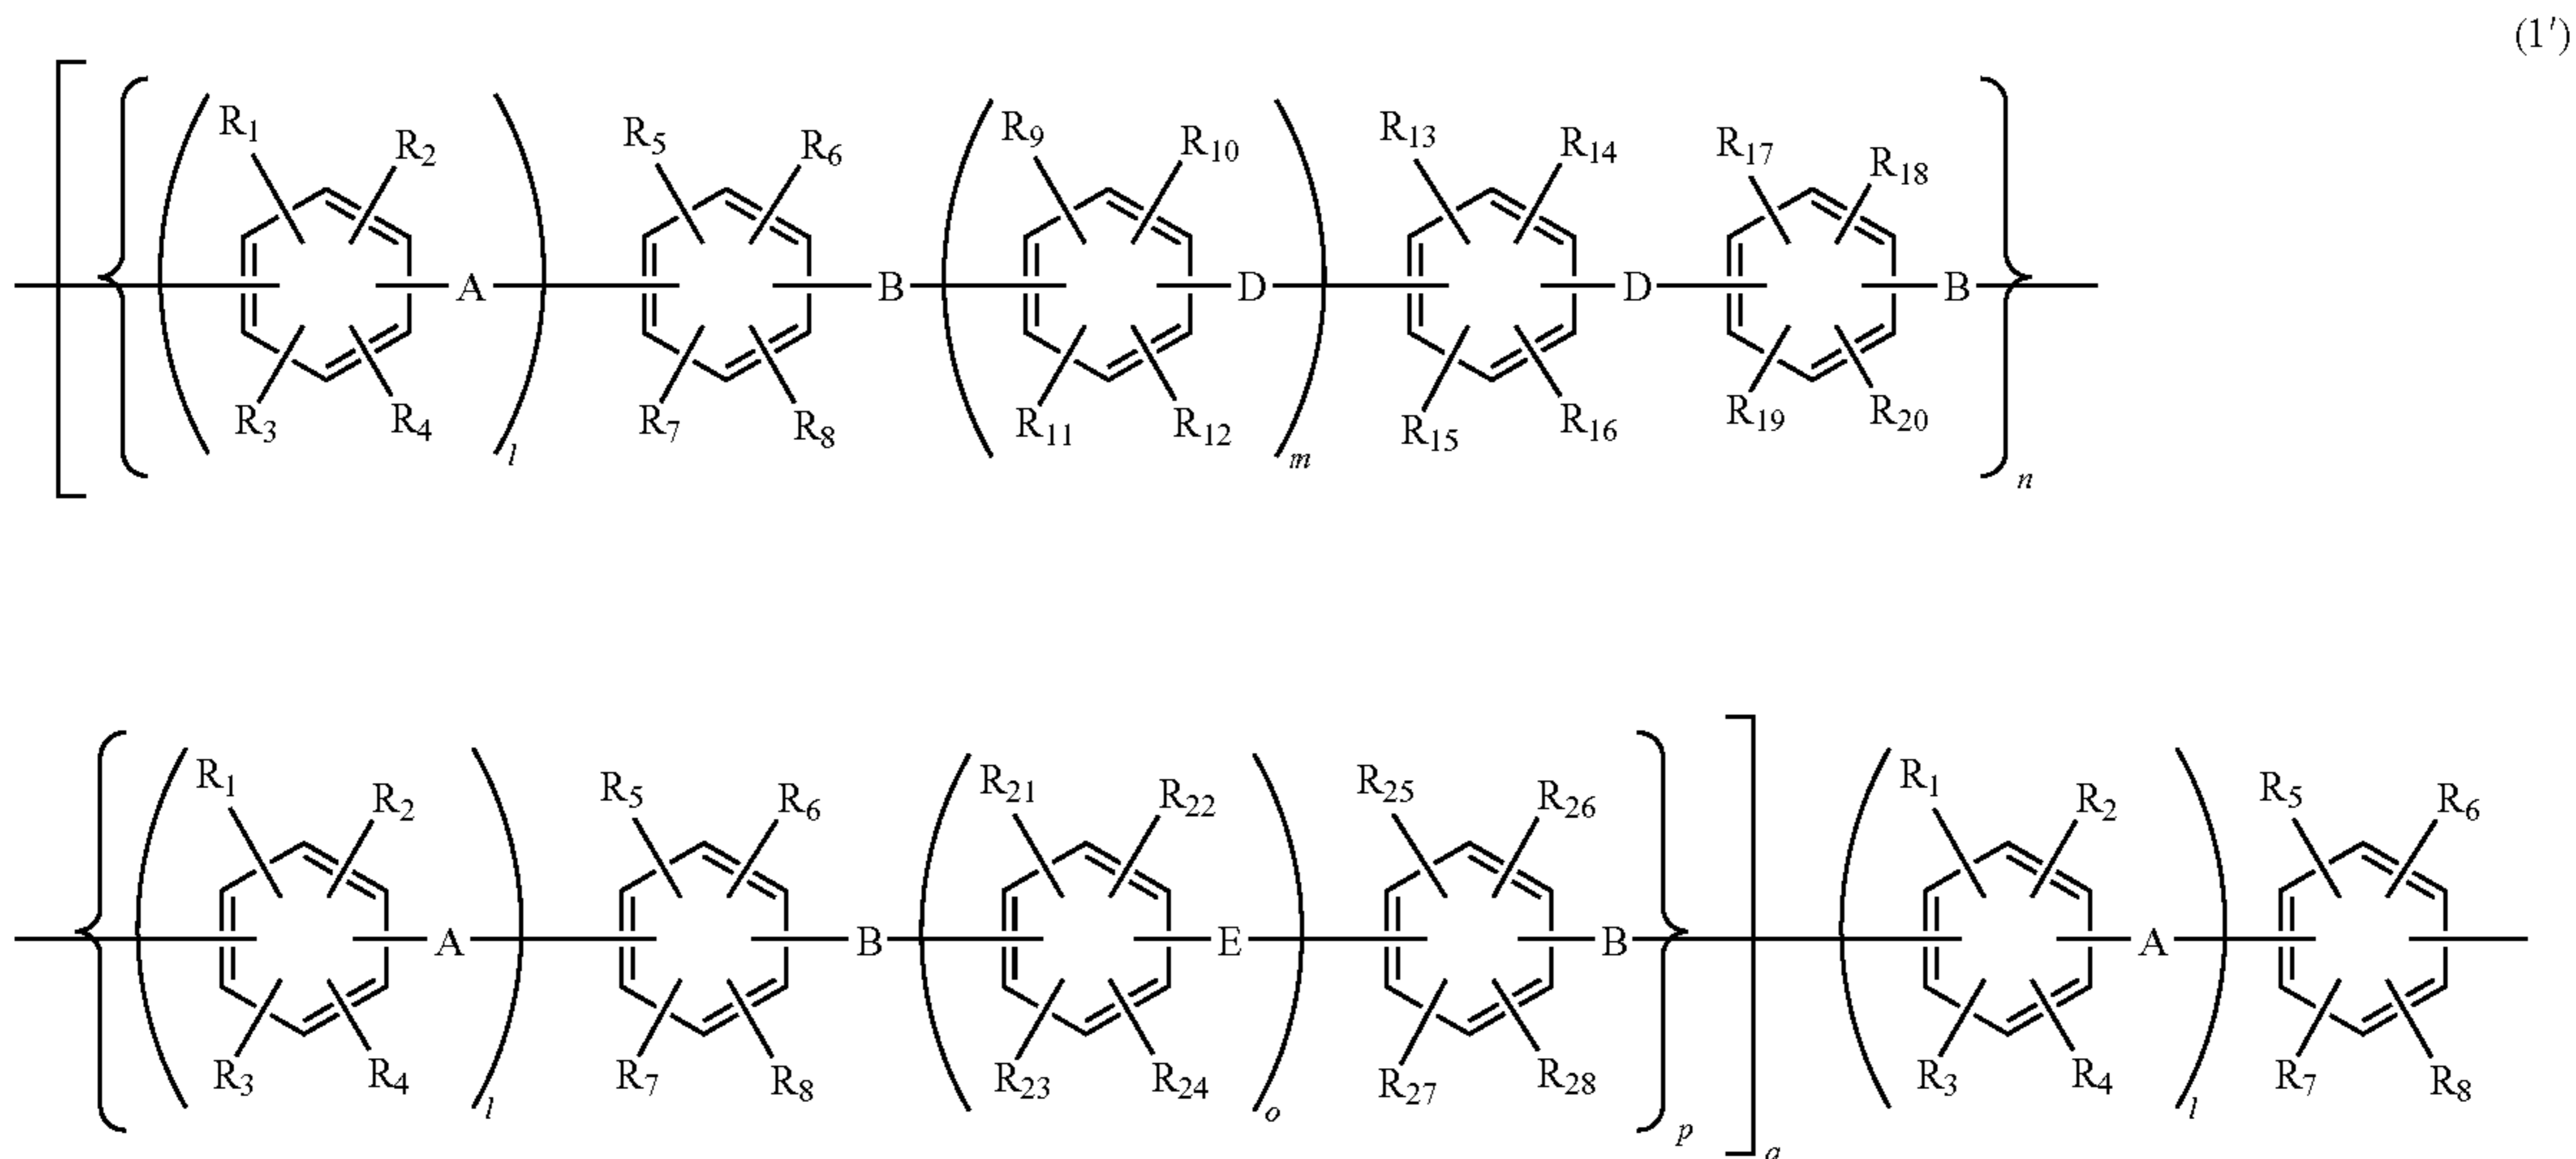 (1′)
R₁ R₂ R₅ R₆ R₉ R₁₀ R₁₃ R₁₄ R₁₇ R₁₈
A B D D B
R₃ R₄ R₇ R₈ R₁₁ R₁₂ R₁₅ R₁₆ R₁₉ R₂₀
l m n
R₁ R₂ R₅ R₆ R₂₁ R₂₂ R₂₅ R₂₆ R₁ R₂ R₅ R₆
A B E B A
R₃ R₄ R₇ R₈ R₂₃ R₂₄ R₂₇ R₂₈ R₃ R₄ R₇ R₈
l o p q l